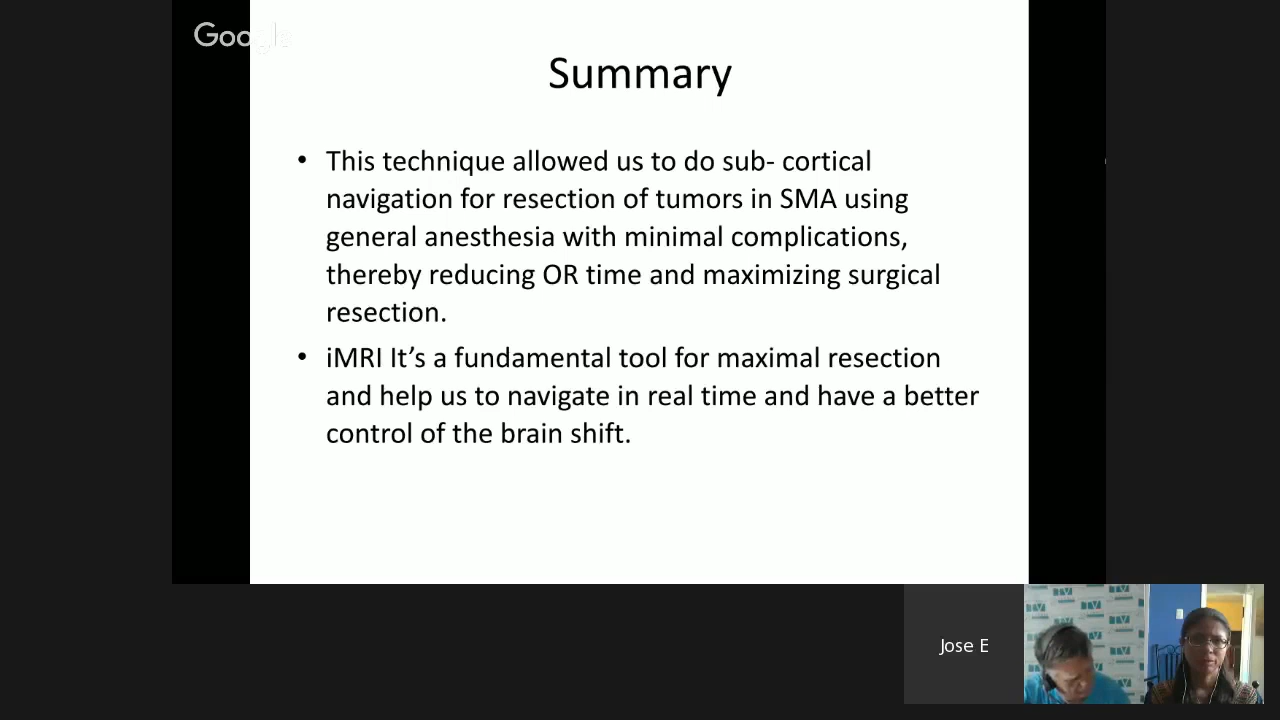 Google
Summary
• This technique allowed us to do sub- cortical
navigation for resection of tumors in SMA using
general anesthesia with minimal complications,
thereby reducing OR time and maximizing surgical
resection.
• iMRI It’s a fundamental tool for maximal resection
and help us to navigate in real time and have a better
control of the brain shift.
Jose E